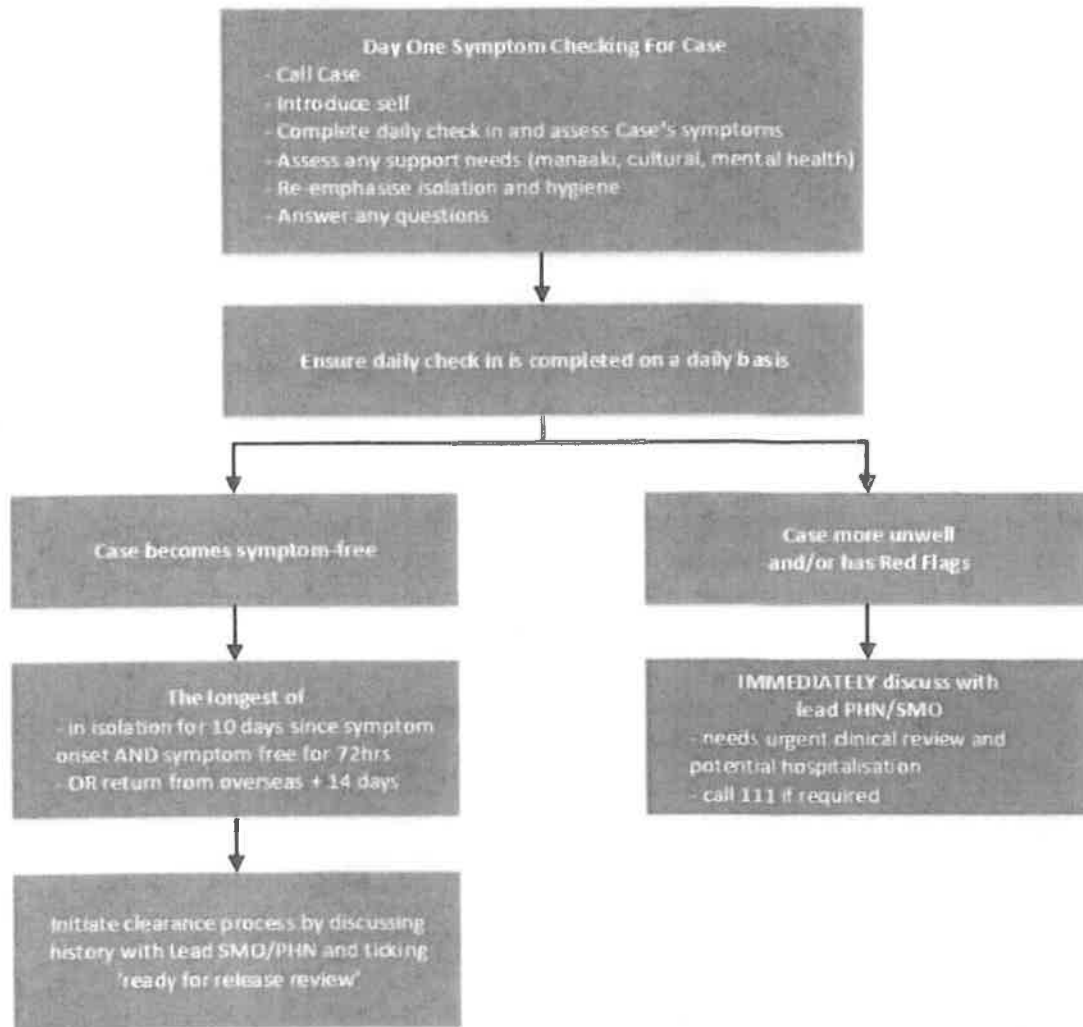 Day One Symptom Checking For Case
- Call Case
- Introduce self
- Complete daily check in and assess Case's symptoms
- Assess any support needs (manaaki, cultural, mental health)
- Re-emphasise isolation and hygiene
- Answer any questions
Ensure daily check in is completed on a daily basis
Case becomes symptom-free
Case more unwell
and/or has Red Flags
The longest of
- in isolation for 10 days since symptom
onset AND symptom free for 72hrs
- OR return from overseas + 14 days
IMMEDIATELY discuss with
lead PHN/SMO
- needs urgent clinical review and
potential hospitalisation
- call 111 if required
Initiate clearance process by discussing
history with Lead SMO/PHN and ticking
'ready for release review'